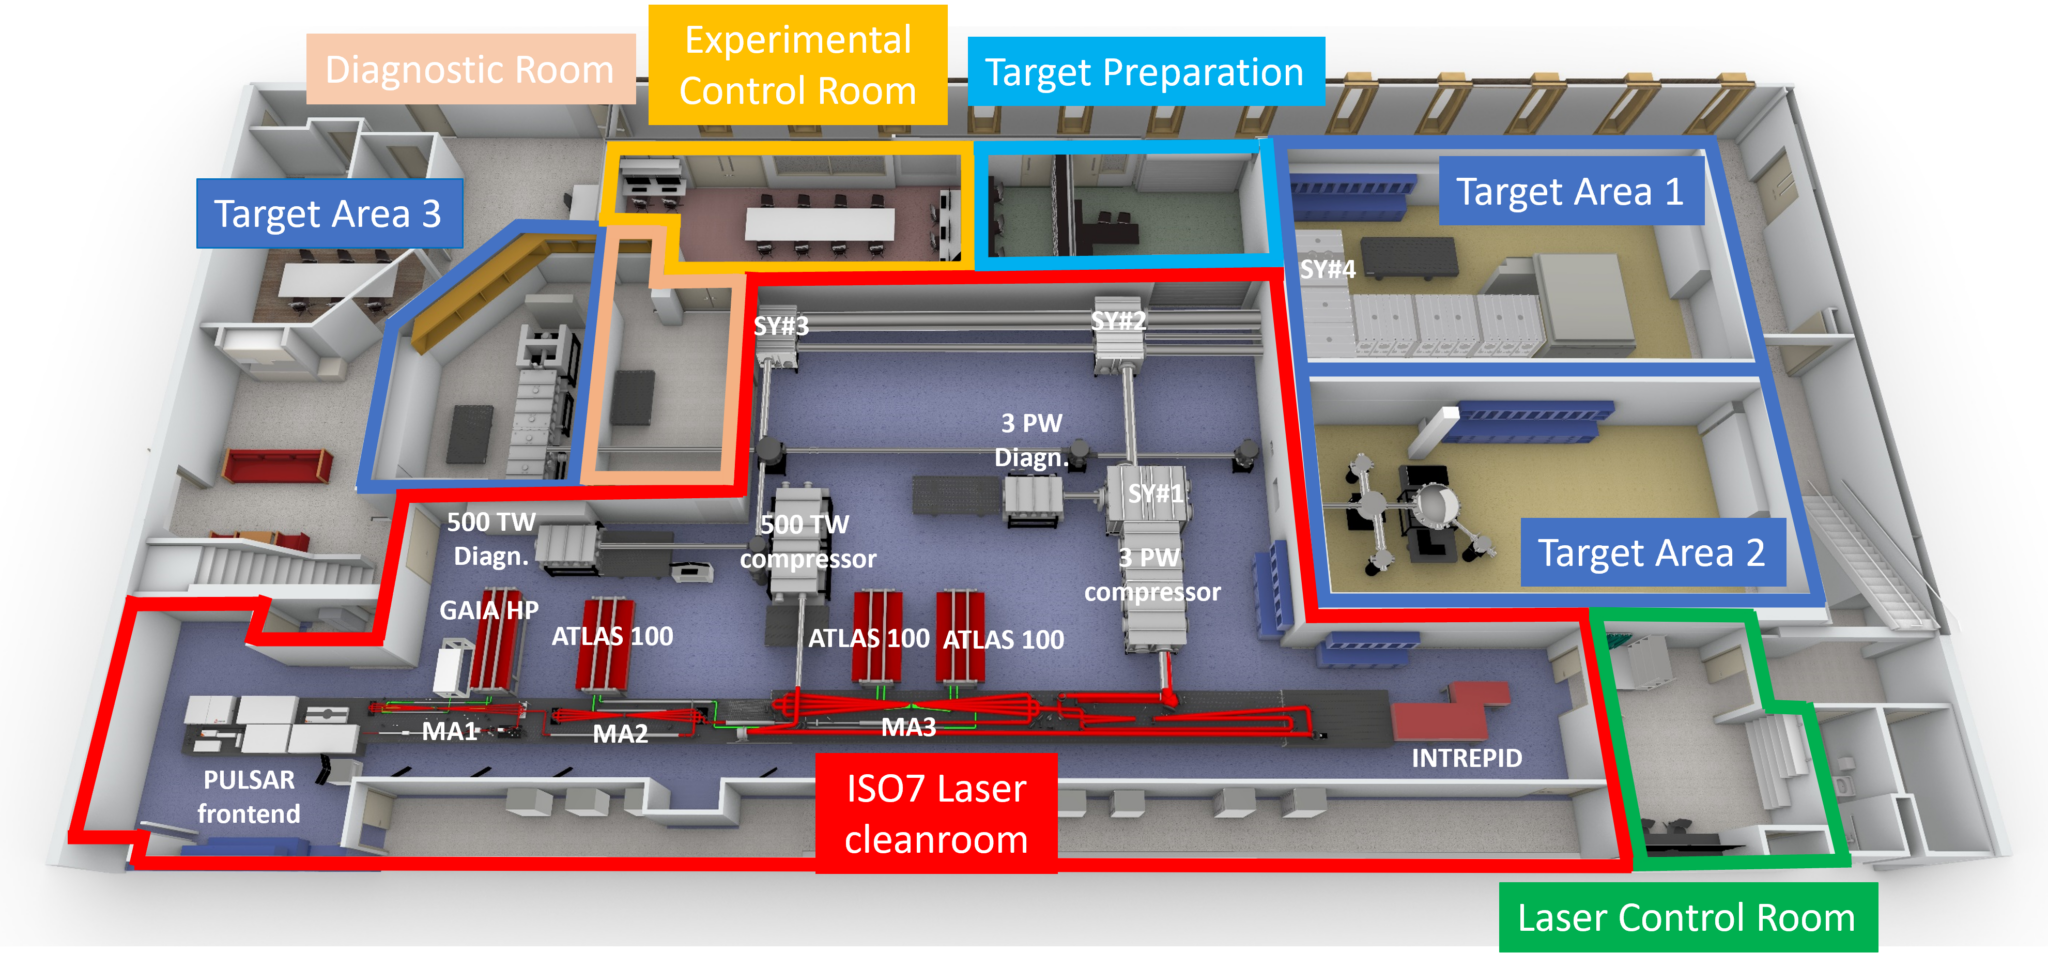 Experimental
Control Room
Diagnostic Room
Target Preparation
Target Area 3
Target Area 1
SY#4
SY#3
SY#2
3 PW
Diagn.
SY#1
500 TW
Diagn.
500 TW
compressor
3 PW
compressor
Target Area 2
GAIA HP
ATLAS 100
ATLAS 100
ATLAS 100
MA1
MA2
MA3
INTREPID
PULSAR
frontend
ISO7 Laser
cleanroom
Laser Control Room